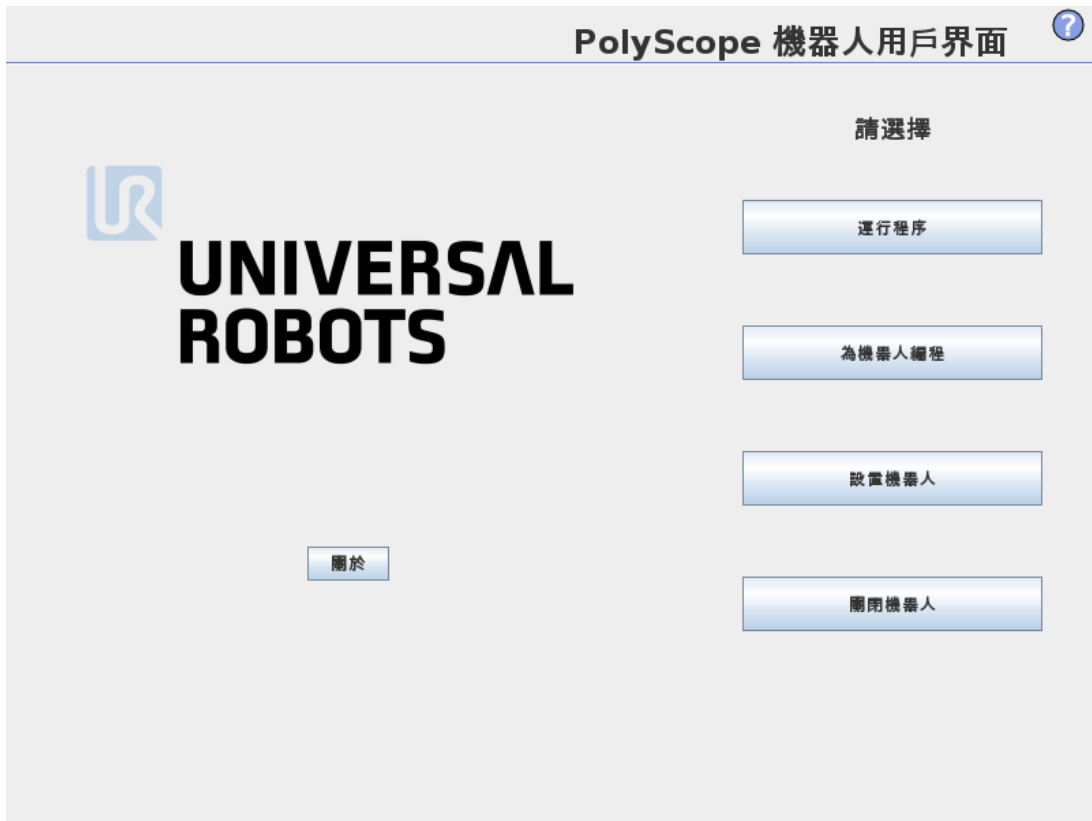 PolyScope 機器人用戶界面
?
請選擇
UR
UNIVERSAL
ROBOTS
運行程序
為機器人編程
設置機器人
關於
關閉機器人